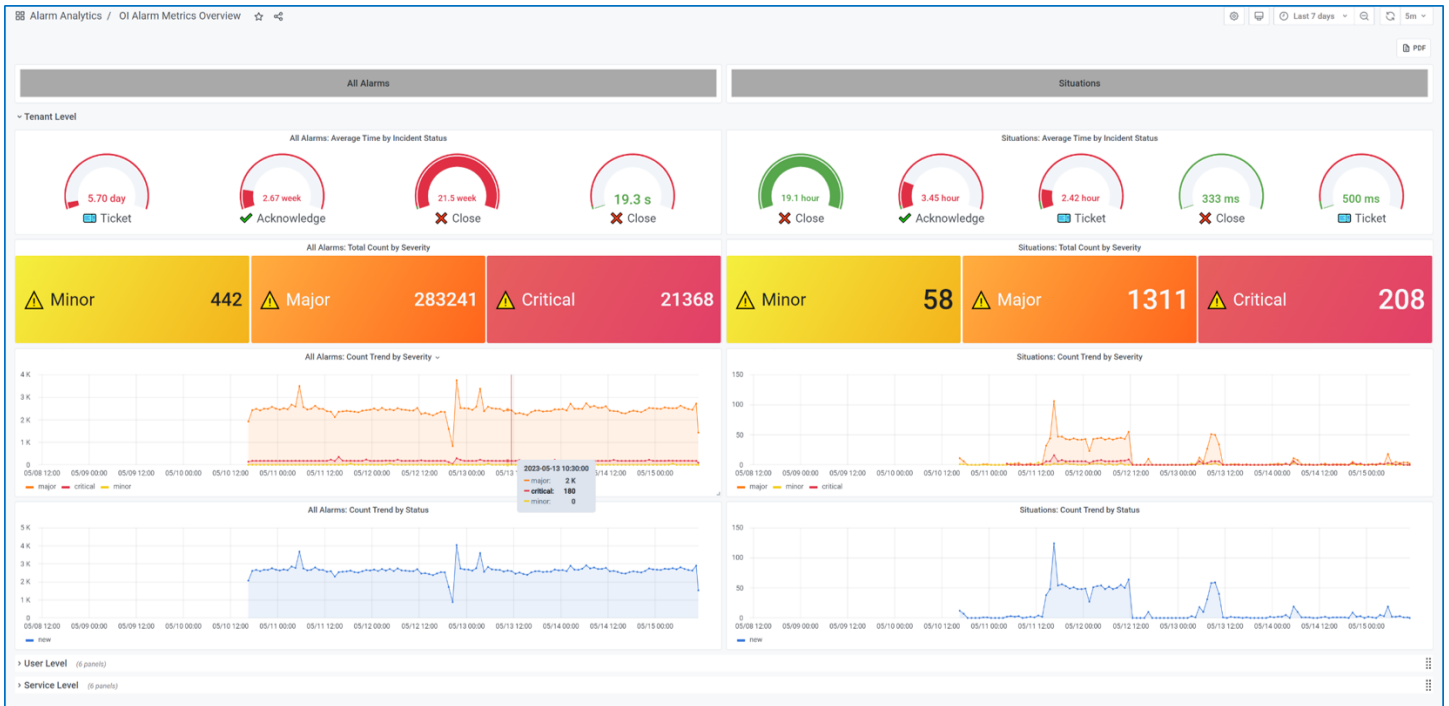 Alarm Analytics / OI Alarm Metrics Overview
Last 7 days
5m
PDF
All Alarms
Situations
Tenant Level
All Alarms: Average Time by Incident Status
5.70 day
2.67 week
21.5 week
19.3 s
Ticket
Acknowledge
Close
Close
Situations: Average Time by Incident Status
19.1 hour
3.45 hour
2.42 hour
333 ms
500 ms
Close
Acknowledge
Ticket
Close
Ticket
All Alarms: Total Count by Severity
Minor 442
Major 283241
Critical 21368
Situations: Total Count by Severity
Minor 58
Major 1311
Critical 208
All Alarms: Count Trend by Severity
4 K
3 K
2 K
1 K
0
05/08 12:00 05/09 00:00 05/09 12:00 05/10 00:00 05/10 12:00 05/11 00:00 05/11 12:00 05/12 00:00 05/12 12:00 05/13 00:00 05/13 1 /14 12:00 05/15 00:00
major critical minor
2023-05-13 10:30:00
major: 2 K
critical: 180
minor: 0
Situations: Count Trend by Severity
150
100
50
0
05/08 12:00 05/09 00:00 05/09 12:00 05/10 00:00 05/10 12:00 05/11 00:00 05/11 12:00 05/12 00:00 05/12 12:00 05/13 00:00 05/13 12:00 05/14 00:00 05/14 12:00 05/15 00:00
major minor critical
All Alarms: Count Trend by Status
5 K
4 K
3 K
2 K
1 K
0
05/08 12:00 05/09 00:00 05/09 12:00 05/10 00:00 05/10 12:00 05/11 00:00 05/11 12:00 05/12 00:00 05/12 12:00 05/13 00:00 05/13 12:00 05/14 00:00 05/14 12:00 05/15 00:00
new
Situations: Count Trend by Status
150
100
50
0
05/08 12:00 05/09 00:00 05/09 12:00 05/10 00:00 05/10 12:00 05/11 00:00 05/11 12:00 05/12 00:00 05/12 12:00 05/13 00:00 05/13 12:00 05/14 00:00 05/14 12:00 05/15 00:00
new
User Level (6 panels)
Service Level (6 panels)